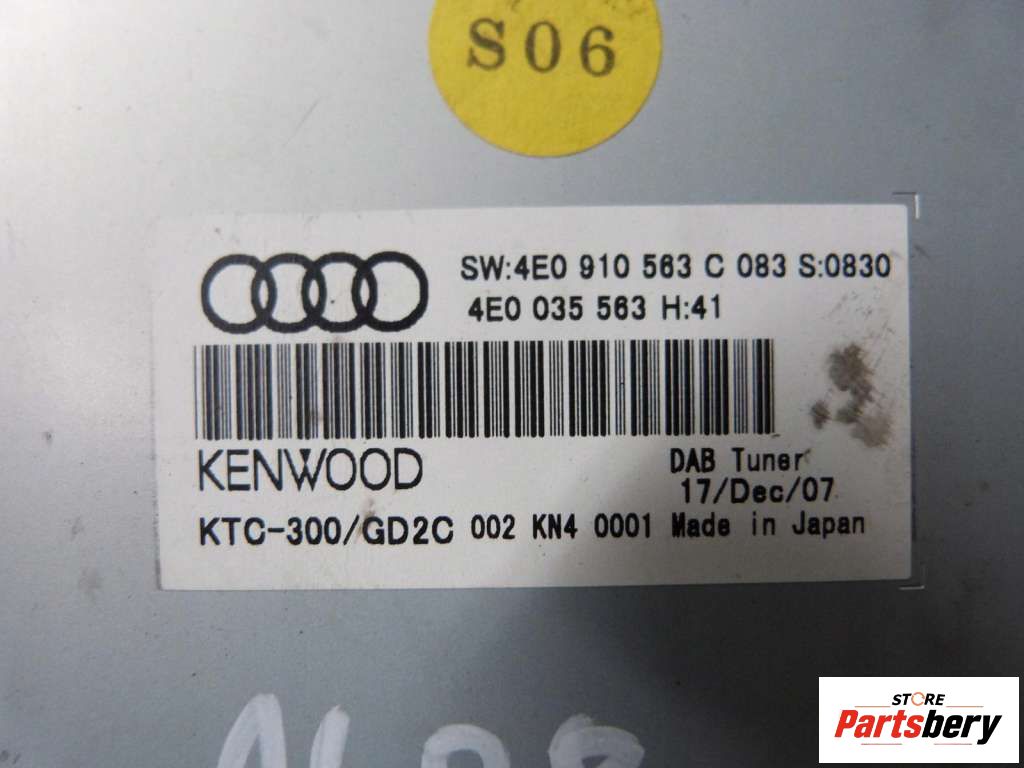 S06
SW:4E0 910 563 C 083 S:0830
4E0 035 563 H:41
KENWOOD
DAB Tuner
17/Dec/07
KTC-300/GD2C 002 KN4 0001 Made in Japan
STORE
Partsbery